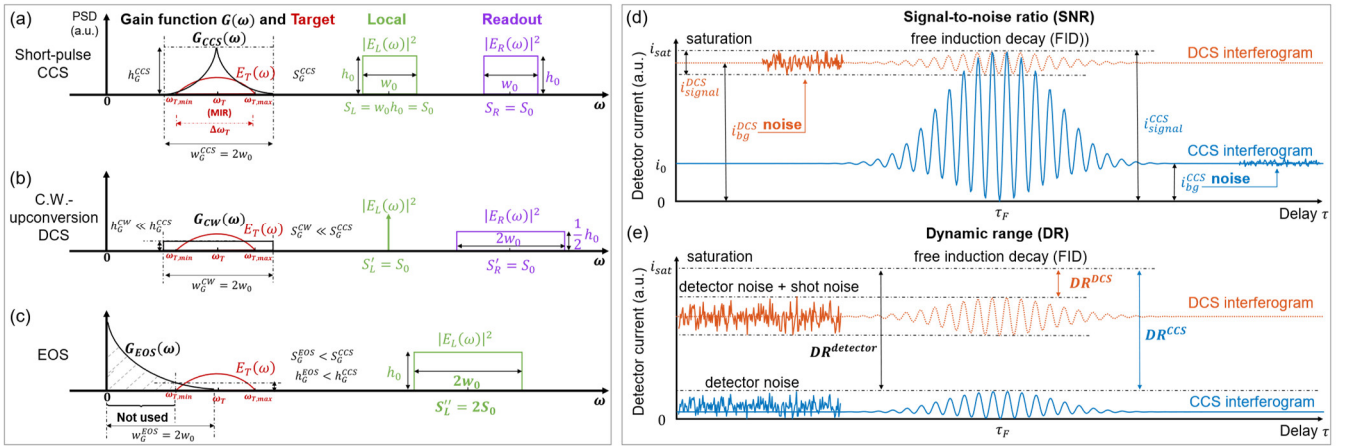 (a)
PSD
(a.u.)
Gain function G(ω) and Target
Local
Readout
Short-pulse
CCS
G_CCS(ω)
h_G^CCS
E_T(ω)
S_G^CCS
|E_L(ω)|²
h_0
w_0
|E_R(ω)|²
w_0
h_0
0
ω_T,min
ω_T
ω_T,max
(MIR)
Δω_T
w_G^CCS = 2w_0
S_L = w_0h_0 = S_0
S_R = S_0
ω
(b)
C.W.-
upconversion
DCS
h_G^CW ≪ h_G^CCS
G_CW(ω)
E_T(ω)
S_G^CW ≪ S_G^CCS
|E_L(ω)|²
|E_R(ω)|²
2w_0
1/2 h_0
0
ω_T,min
ω_T
ω_T,max
w_G^CW = 2w_0
S_L′ = S_0
S_R′ = S_0
ω
(c)
EOS
G_EOS(ω)
E_T(ω)
S_G^EOS < S_G^CCS
h_G^EOS < h_G^CCS
|E_L(ω)|²
h_0
2w_0
0
ω_T,min
ω_T
ω_T,max
Not used
w_G^EOS = 2w_0
S_L″ = 2S_0
ω
(d)
Signal-to-noise ratio (SNR)
Detector current (a.u.)
i_sat
saturation
free induction decay (FID))
DCS interferogram
i_signal^DCS
i_bg^DCS noise
i_signal^CCS
CCS interferogram
i_0
i_bg^CCS noise
0
τ_F
Delay τ
(e)
Dynamic range (DR)
Detector current (a.u.)
i_sat
saturation
free induction decay (FID)
detector noise + shot noise
DR^DCS
DCS interferogram
DR^detector
DR^CCS
detector noise
CCS interferogram
0
τ_F
Delay τ